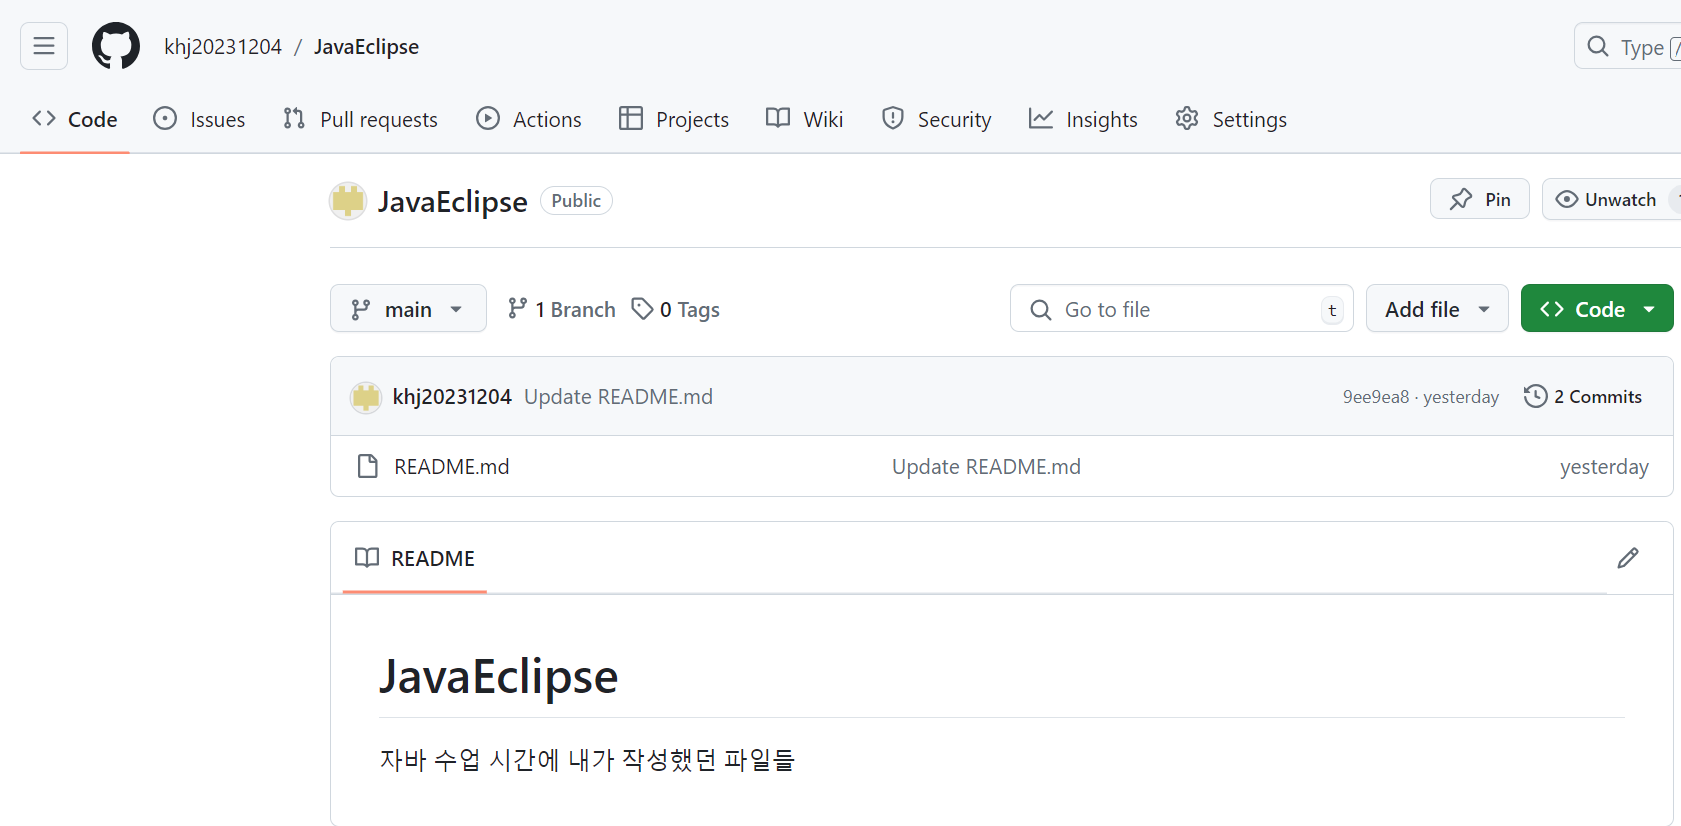 khj20231204 / JavaEclipse
Type /
Code Issues Pull requests Actions Projects Wiki Security Insights Settings
JavaEclipse Public
Pin Unwatch
main 1 Branch 0 Tags Go to file t Add file Code
khj20231204 Update README.md 9ee9ea8 · yesterday 2 Commits
README.md Update README.md yesterday
README
JavaEclipse
자바 수업 시간에 내가 작성했던 파일들